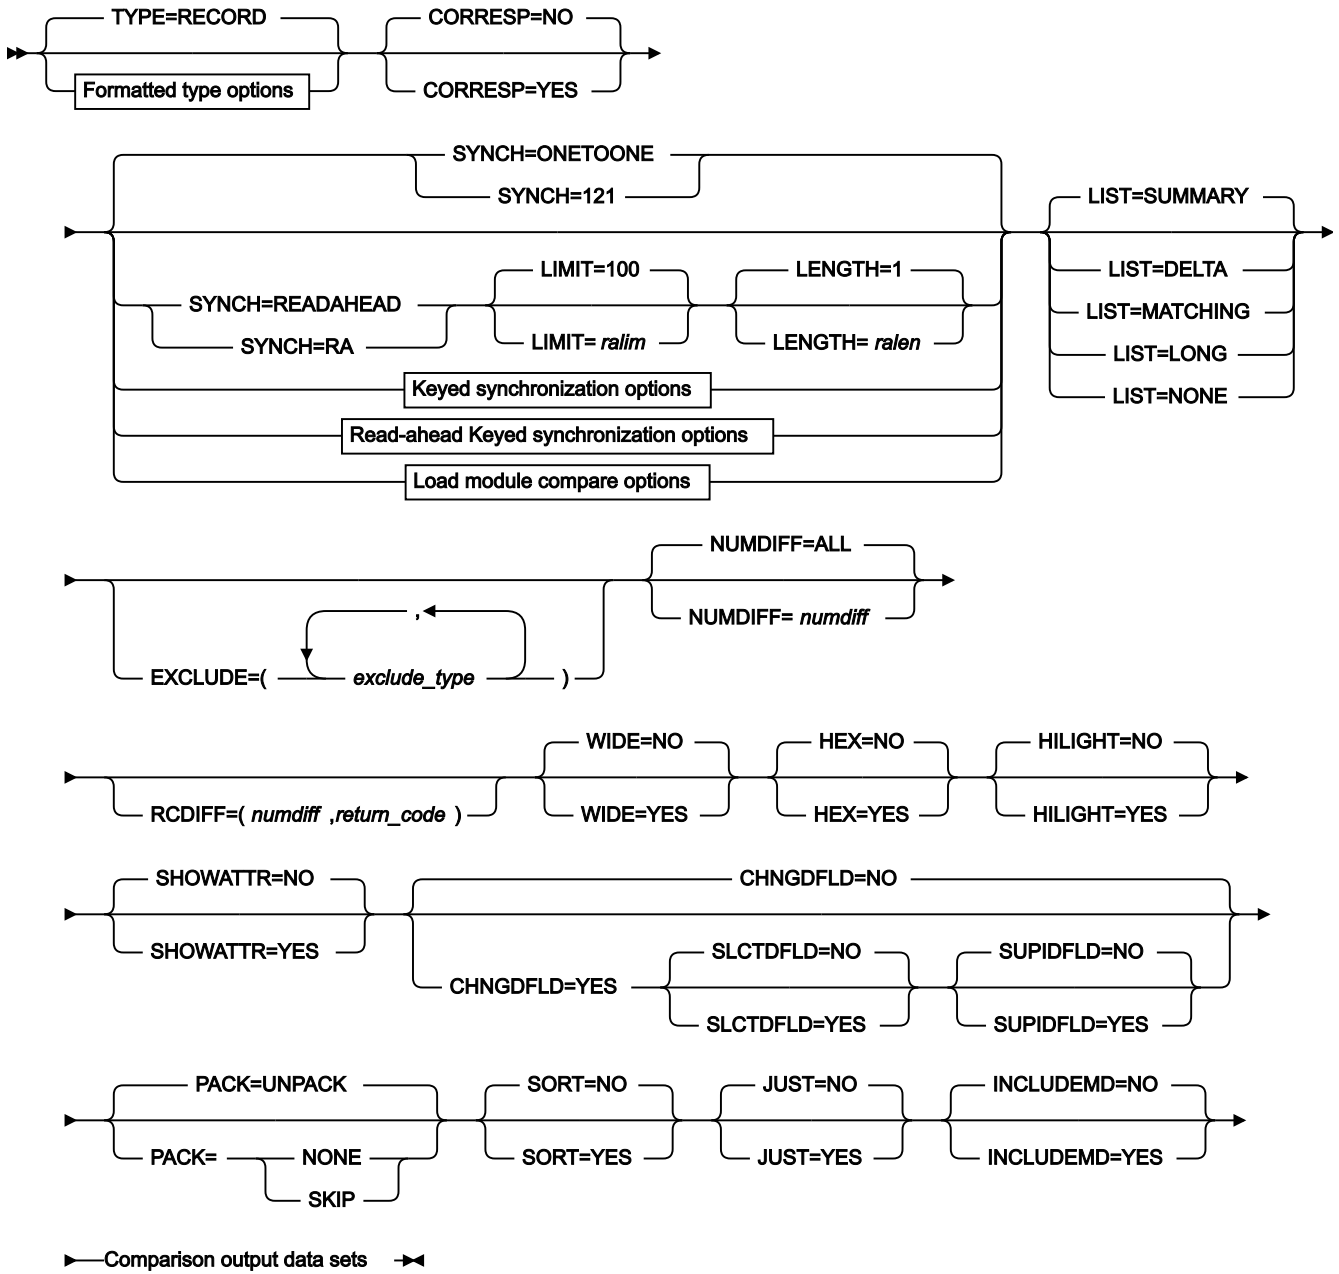 TYPE=RECORD CORRESP=NO
Formatted type options CORRESP=YES
SYNCH=ONETOONE
SYNCH=121 LIST=SUMMARY
LIMIT=100 LENGTH=1 LIST=DELTA
SYNCH=READAHEAD LIST=MATCHING
SYNCH=RA LIMIT= ralim LENGTH= ralen LIST=LONG
Keyed synchronization options LIST=NONE
Read-ahead Keyed synchronization options
Load module compare options
NUMDIFF=ALL
, NUMDIFF= numdiff
EXCLUDE=( exclude_type )
WIDE=NO HEX=NO HILIGHT=NO
RCDIFF=( numdiff ,return_code ) WIDE=YES HEX=YES HILIGHT=YES
SHOWATTR=NO CHNGDFLD=NO
SHOWATTR=YES SLCTDFLD=NO SUPIDFLD=NO
CHNGDFLD=YES
SLCTDFLD=YES SUPIDFLD=YES
PACK=UNPACK SORT=NO JUST=NO INCLUDEMD=NO
PACK= NONE SORT=YES JUST=YES INCLUDEMD=YES
SKIP
Comparison output data sets